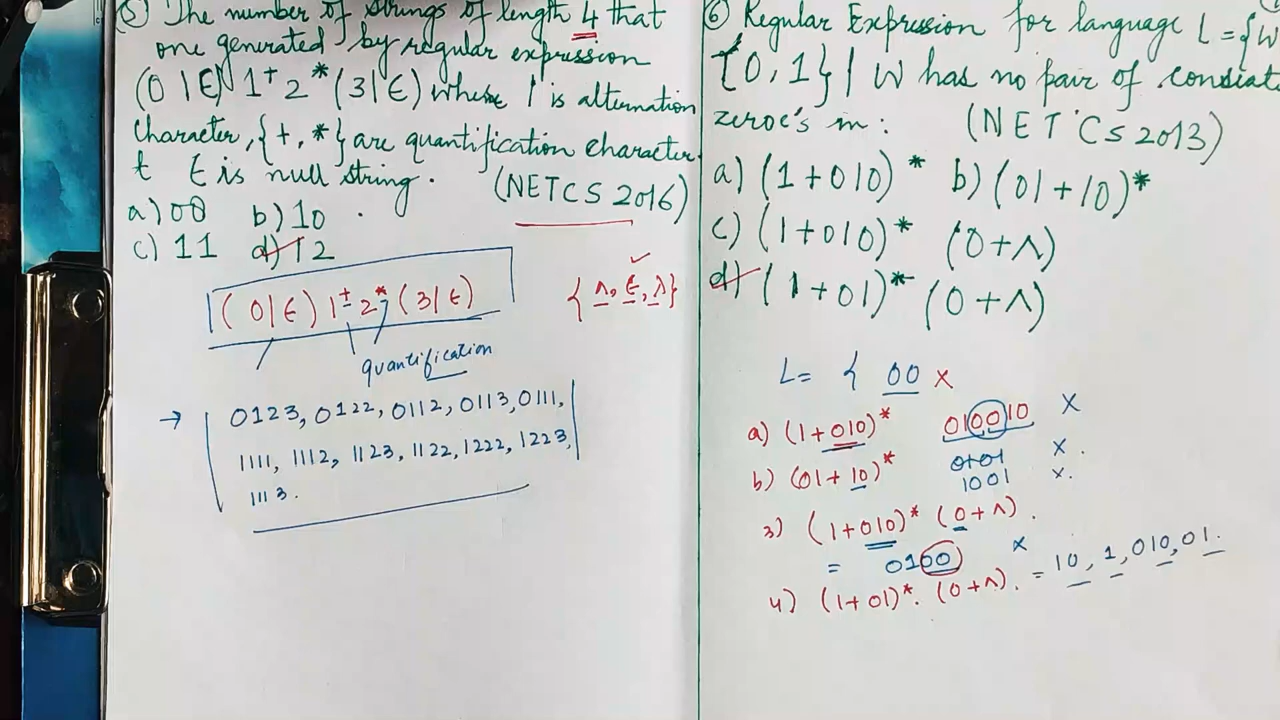 (5) The number of strings of length 4 that
one generated by regular expression
(0|ϵ) 1⁺ 2* (3|ϵ) where | is alternation
character, {+, *} are quantification character
& ϵ is null string. (NETCS 2016)
a) 08 b) 10
c) 11 d) 12
(0|ϵ) 1⁺ 2* (3|ϵ)
{ ^, ϵ, λ }
quantification
→ 0123, 0122, 0112, 0113, 0111,
1111, 1112, 1123, 1122, 1222, 1223,
1113.
(6) Regular Expression for language L = {W
{0,1} | W has no pair of
zeroe's in: (NET CS 2013)
a) (1+010)* b) (01+10)*
c) (1+010)* (0+^)
d) (1+01)* (0+^)
L = { 00 x
a) (1+010)* 010010 x
b) (01+10)* 0101 x.
1001 x.
3) (1+010)* (0+^).
= 0100 x
4) (1+01)*. (0+^). = 10, 1, 010, 01.